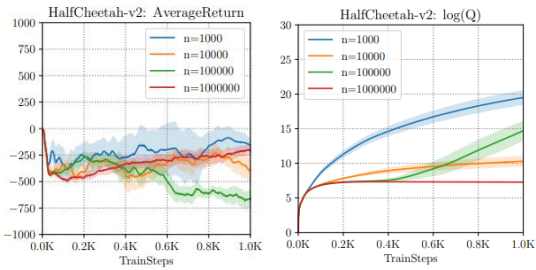 HalfCheetah-v2: AverageReturn
1000
750
500
250
0
−250
−500
−750
−1000
n=1000
n=10000
n=100000
n=1000000
0.0K 0.2K 0.4K 0.6K 0.8K 1.0K
TrainSteps
HalfCheetah-v2: log(Q)
30
25
20
15
10
5
0
n=1000
n=10000
n=100000
n=1000000
0.0K 0.2K 0.4K 0.6K 0.8K 1.0K
TrainSteps